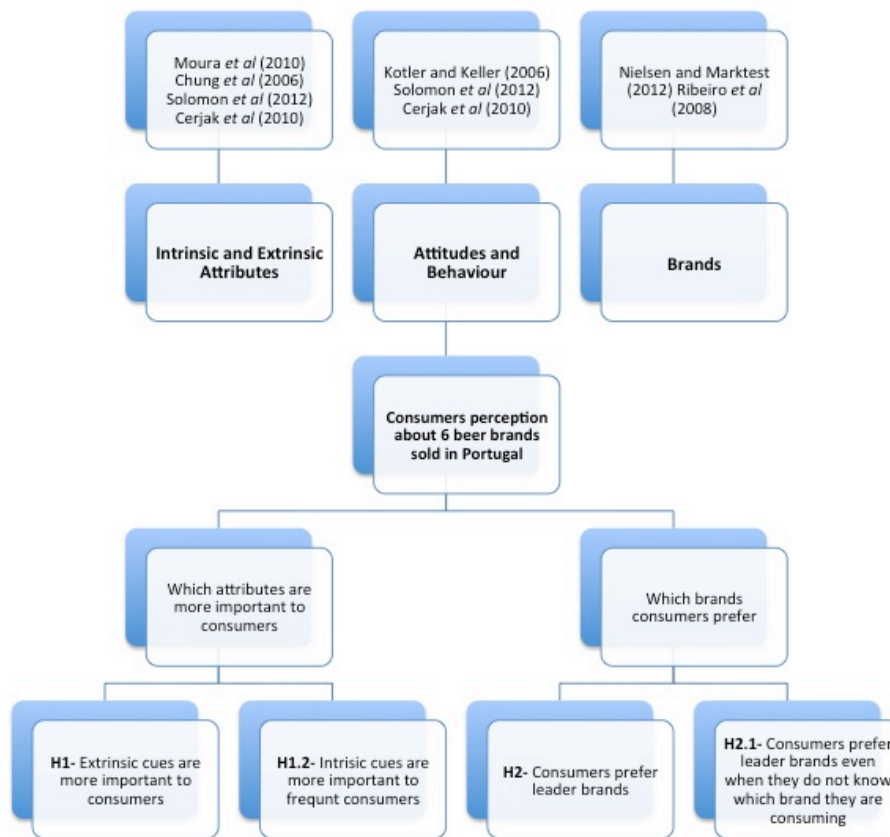 Moura et al (2010)
Chung et al (2006)
Solomon et al (2012)
Cerjak et al (2010)
Kotler and Keller (2006)
Solomon et al (2012)
Cerjak et al (2010)
Nielsen and Marktest
(2012) Ribeiro et al
(2008)
Intrinsic and Extrinsic
Attributes
Attitudes and
Behaviour
Brands
Consumers perception
about 6 beer brands
sold in Portugal
Which attributes are
more important to
consumers
Which brands
consumers prefer
H1- Extrinsic cues are
more important to
consumers
H1.2- Intrisic cues are
more important to
frequnt consumers
H2- Consumers prefer
leader brands
H2.1- Consumers prefer
leader brands even
when they do not know
which brand they are
consuming